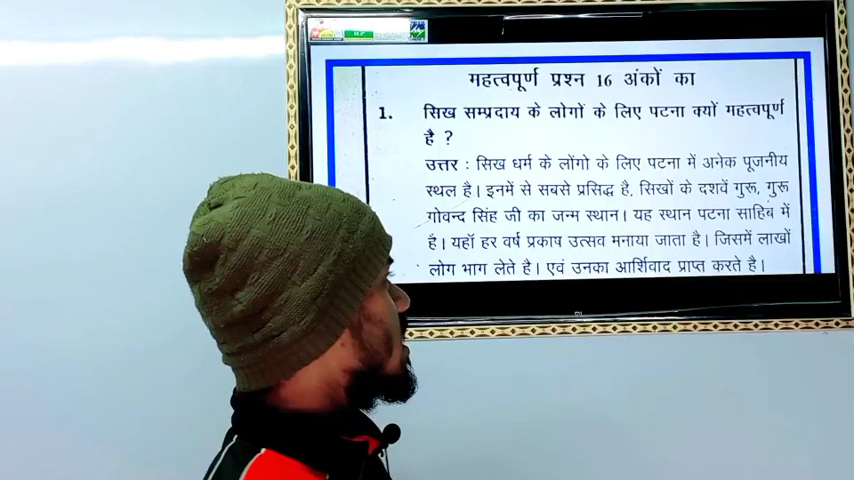 महत्वपूर्ण प्रश्न 16 अंकों का
1. सिख सम्प्रदाय के लोगों के लिए पटना क्यों महत्वपूर्ण
है ?
उत्तर : सिख धर्म के लोंगो के लिए पटना में अनेक पूजनीय
स्थल है। इनमें से सबसे प्रसिद्ध है, सिखों के दशवें गुरू, गुरू
गोवन्द सिंह जी का जन्म स्थान। यह स्थान पटना साहिब में
है। यहॉ हर वर्ष प्रकाष उत्सव मनाया जाता है। जिसमें लाखों
लोग भाग लेते है। एवं उनका आर्शिवाद प्राप्त करते है।